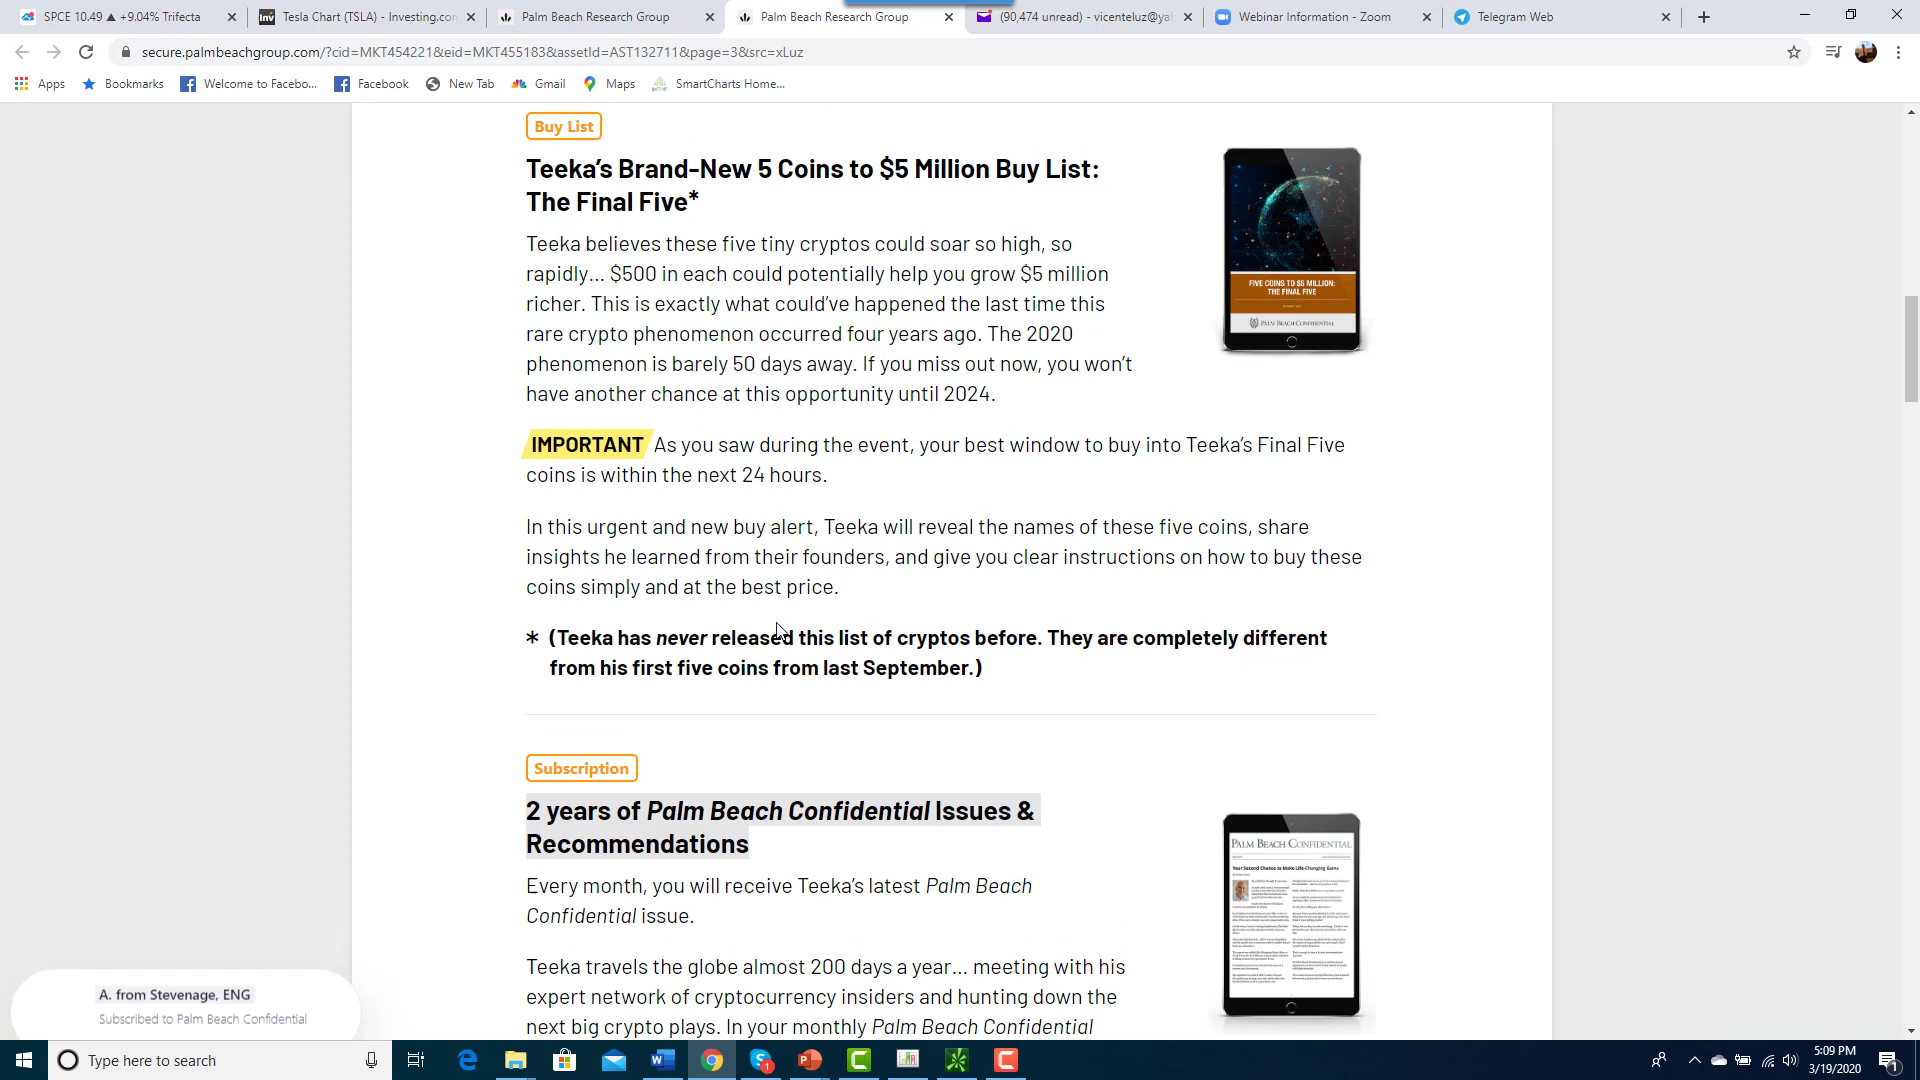 SPCE 10.49 ▲ +9.04% Trifecta
Tesla Chart (TSLA) - Investing.con
Palm Beach Research Group
Palm Beach Research Group
(90,474 unread) - vicenteluz@ya
Webinar Information - Zoom
Telegram Web
secure.palmbeachgroup.com/?cid=MKT454221&eid=MKT455183&assetId=AST132711&page=3&src=xLuz
Apps
Bookmarks
Welcome to Facebo...
Facebook
New Tab
Gmail
Maps
SmartCharts Home...
Buy List
Teeka's Brand-New 5 Coins to $5 Million Buy List:
The Final Five*
Teeka believes these five tiny cryptos could soar so high, so
rapidly... $500 in each could potentially help you grow $5 million
richer. This is exactly what could've happened the last time this
rare crypto phenomenon occurred four years ago. The 2020
phenomenon is barely 50 days away. If you miss out now, you won't
have another chance at this opportunity until 2024.
FIVE COINS TO $5 MILLION:
THE FINAL FIVE
PALM BEACH CONFIDENTIAL
IMPORTANT As you saw during the event, your best window to buy into Teeka's Final Five
coins is within the next 24 hours.
In this urgent and new buy alert, Teeka will reveal the names of these five coins, share
insights he learned from their founders, and give you clear instructions on how to buy these
coins simply and at the best price.
* (Teeka has never released this list of cryptos before. They are completely different
from his first five coins from last September.)
Subscription
2 years of Palm Beach Confidential Issues &
Recommendations
Every month, you will receive Teeka's latest Palm Beach
Confidential issue.
Teeka travels the globe almost 200 days a year... meeting with his
expert network of cryptocurrency insiders and hunting down the
next big crypto plays. In your monthly Palm Beach Confidential
PALM BEACH CONFIDENTIAL
Your Second Chance to Make Life-Changing Gains
A. from Stevenage, ENG
Subscribed to Palm Beach Confidential
Type here to search
5:09 PM
3/19/2020